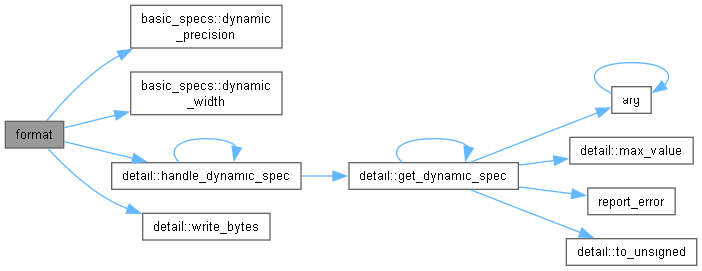 basic_specs::dynamic
_precision
basic_specs::dynamic
_width
format
detail::handle_dynamic_spec
detail::write_bytes
detail::get_dynamic_spec
arg
detail::max_value
report_error
detail::to_unsigned